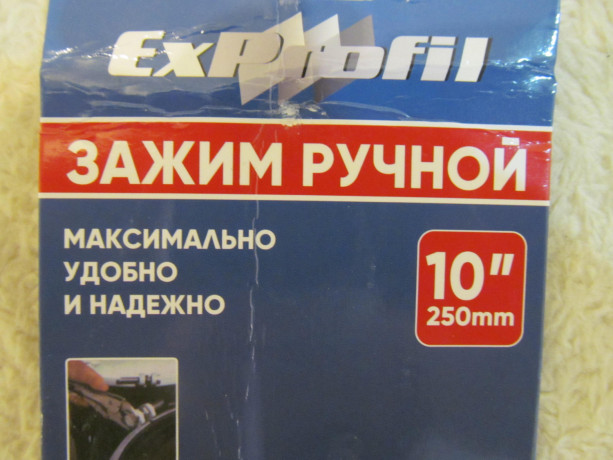 ExProfil
ЗАЖИМ РУЧНОЙ
МАКСИМАЛЬНО
УДОБНО
И НАДЕЖНО
10"
250mm